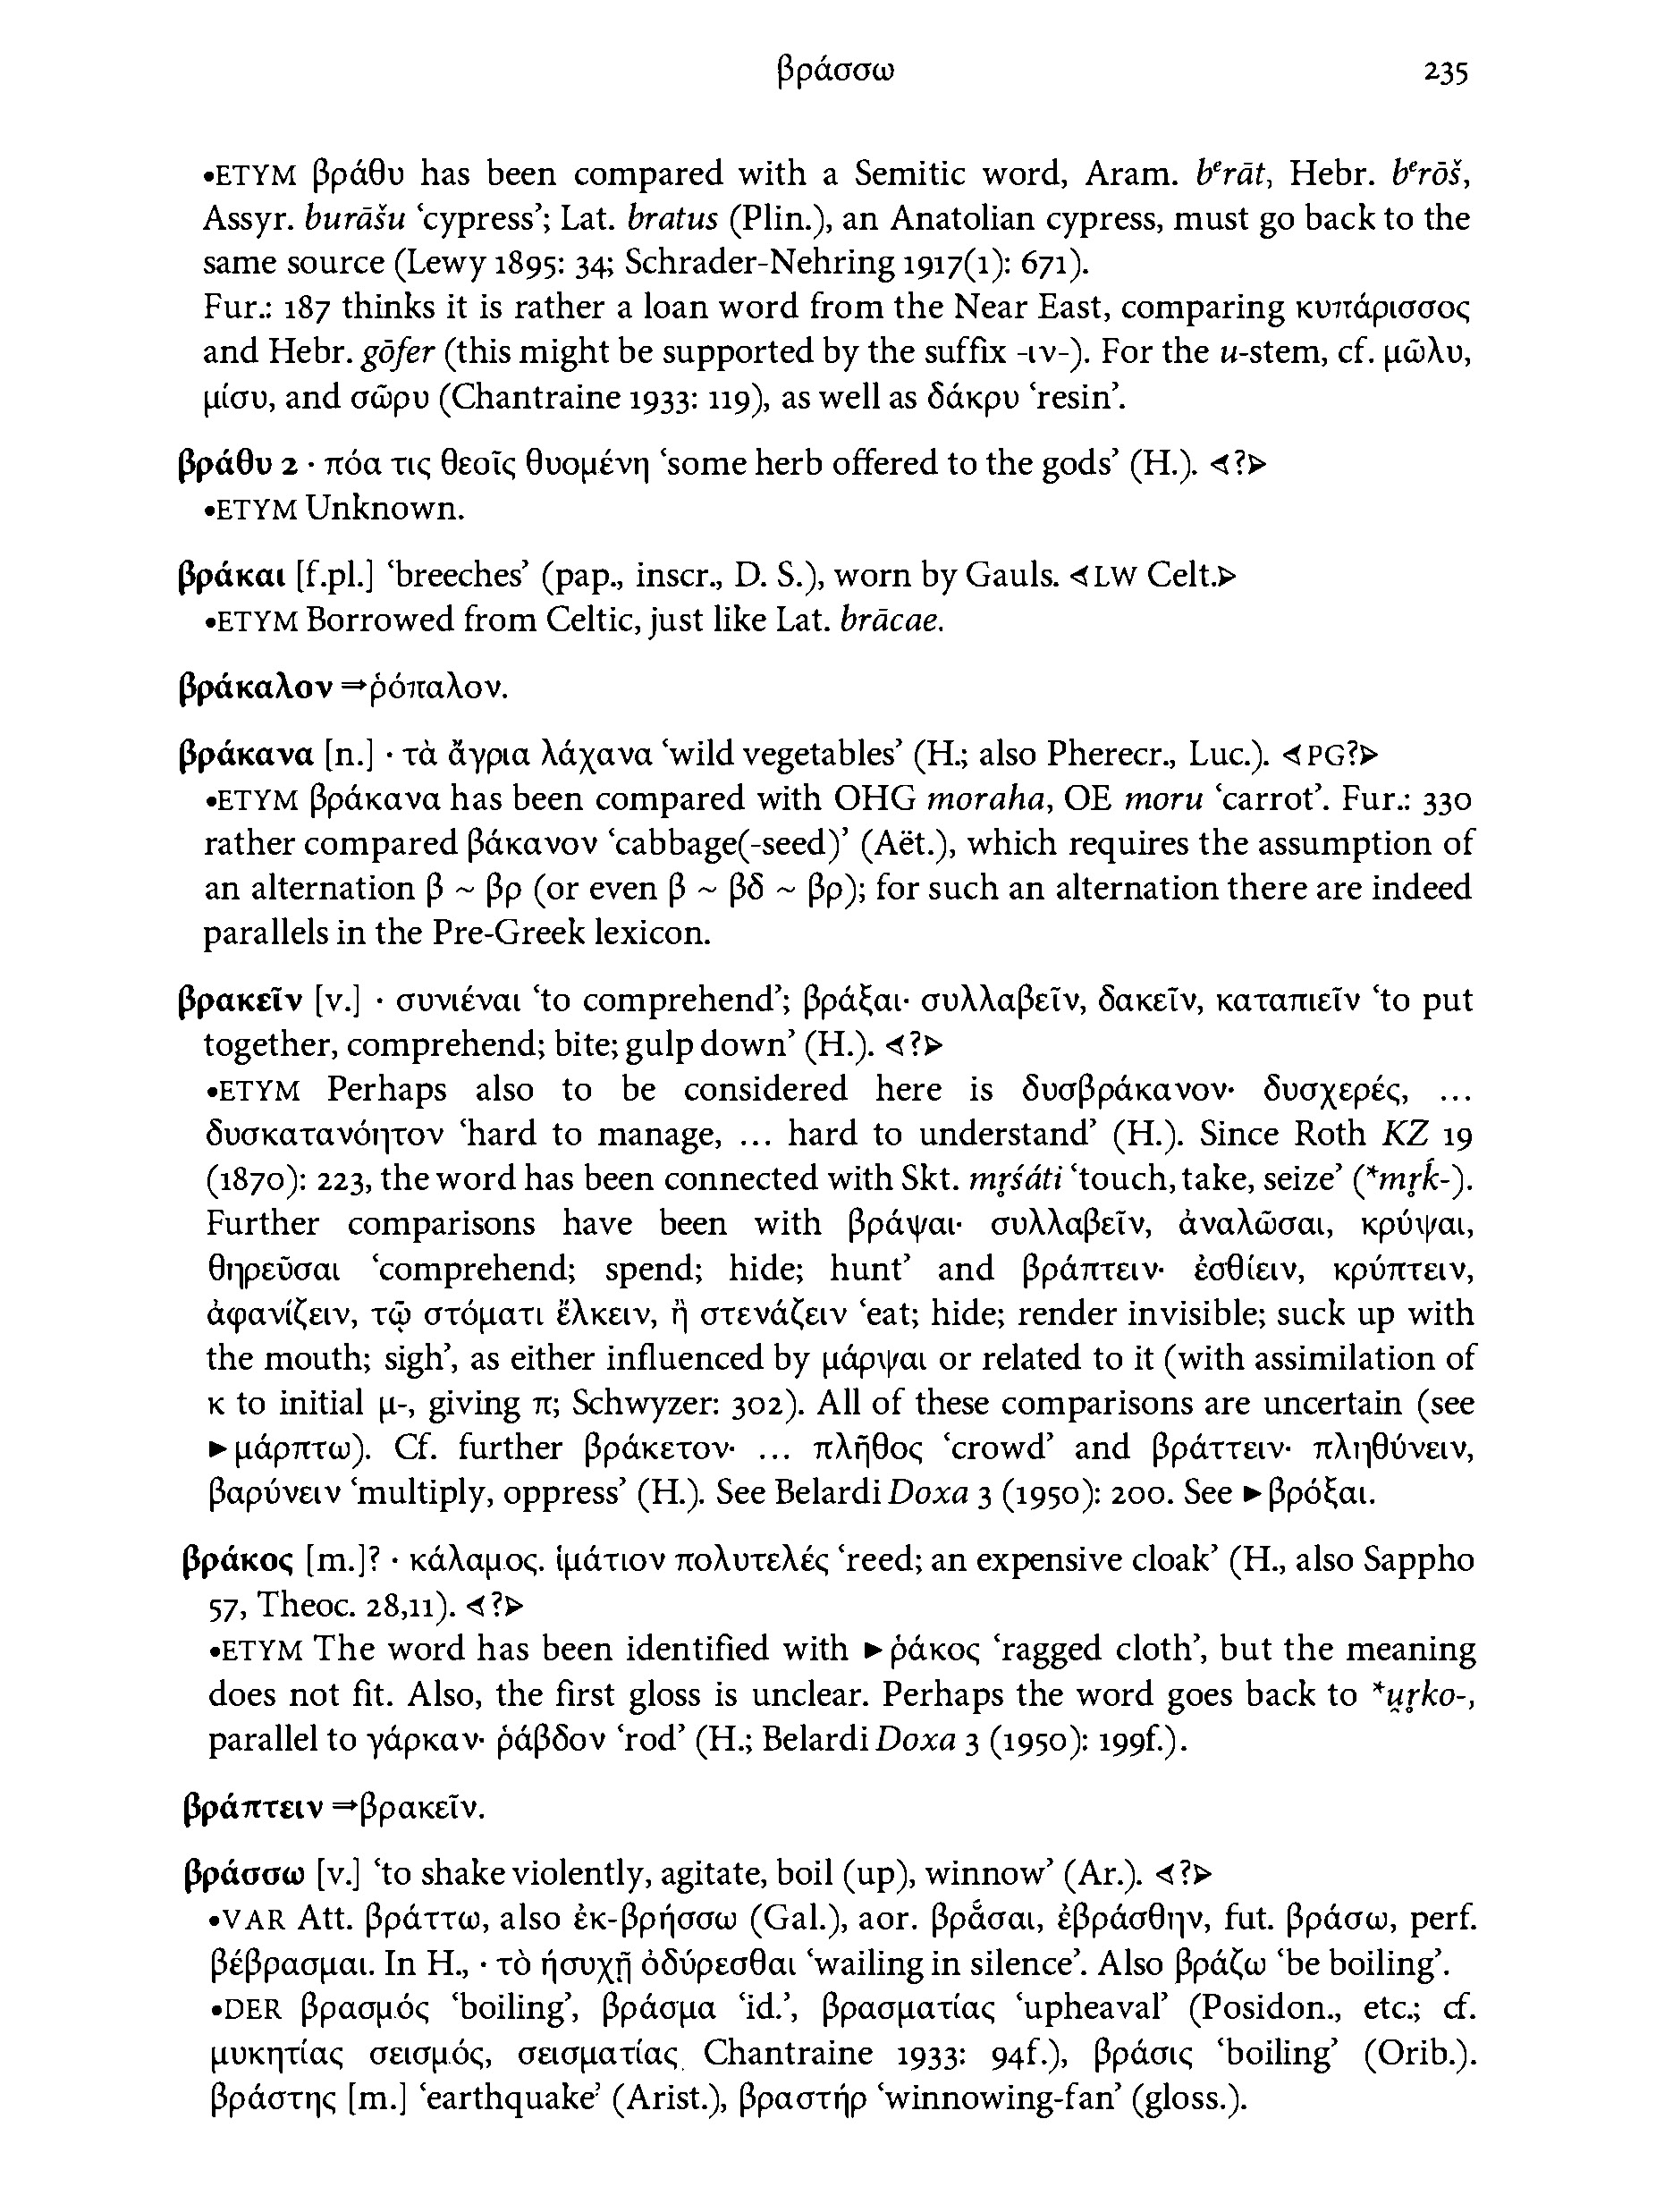 βράσσω 235
•ETYM βράθυ has been compared with a Semitic word, Aram. bᵉrāt, Hebr. bᵉrōš,
Assyr. burāšu ‘cypress’; Lat. bratus (Plin.), an Anatolian cypress, must go back to the
same source (Lewy 1895: 34; Schrader-Nehring 1917(1): 671).
Fur.: 187 thinks it is rather a loan word from the Near East, comparing κυπάρισσος
and Hebr. gōfer (this might be supported by the suffix -ιν-). For the u-stem, cf. μῶλυ,
μίσυ, and σῶρυ (Chantraine 1933: 119), as well as δάκρυ ‘resin’.
βράθυ 2 · πόα τις θεοῖς θυομένη ‘some herb offered to the gods’ (H.). ⊲?⊳
•ETYM Unknown.
βράκαι [f.pl.] ‘breeches’ (pap., inscr., D. S.), worn by Gauls. ⊲LW Celt.⊳
•ETYM Borrowed from Celtic, just like Lat. brācae.
βράκαλον ⇒ῥόπαλον.
βράκανα [n.] · τὰ ἄγρια λάχανα ‘wild vegetables’ (H.; also Pherecr., Luc.). ⊲PG?⊳
•ETYM βράκανα has been compared with OHG moraha, OE moru ‘carrot’. Fur.: 330
rather compared βάκανον ‘cabbage(-seed)’ (Aët.), which requires the assumption of
an alternation β ~ βρ (or even β ~ βδ ~ βρ); for such an alternation there are indeed
parallels in the Pre-Greek lexicon.
βρακεῖν [v.] · συνιέναι ‘to comprehend’; βράξαι· συλλαβεῖν, δακεῖν, καταπιεῖν ‘to put
together, comprehend; bite; gulp down’ (H.). ⊲?⊳
•ETYM Perhaps also to be considered here is δυσβράκανον· δυσχερές, ...
δυσκατανόητον ‘hard to manage, ... hard to understand’ (H.). Since Roth KZ 19
(1870): 223, the word has been connected with Skt. mr̥śáti ‘touch, take, seize’ (*mr̥ḱ-).
Further comparisons have been with βράψαι· συλλαβεῖν, ἀναλῶσαι, κρύψαι,
θηρεῦσαι ‘comprehend; spend; hide; hunt’ and βράπτειν· ἐσθίειν, κρύπτειν,
ἀφανίζειν, τῷ στόματι ἕλκειν, ἢ στενάζειν ‘eat; hide; render invisible; suck up with
the mouth; sigh’, as either influenced by μάρψαι or related to it (with assimilation of
κ to initial μ-, giving π; Schwyzer: 302). All of these comparisons are uncertain (see
►μάρπτω). Cf. further βράκετον· ... πλῆθος ‘crowd’ and βράττειν· πληθύνειν,
βαρύνειν ‘multiply, oppress’ (H.). See Belardi Doxa 3 (1950): 200. See ►βρόξαι.
βράκος [m.]? · κάλαμος. ἱμάτιον πολυτελές ‘reed; an expensive cloak’ (H., also Sappho
57, Theoc. 28,11). ⊲?⊳
•ETYM The word has been identified with ►ῥάκος ‘ragged cloth’, but the meaning
does not fit. Also, the first gloss is unclear. Perhaps the word goes back to *u̯r̥ko-,
parallel to γάρκαν· ῥάβδον ‘rod’ (H.; Belardi Doxa 3 (1950): 199f.).
βράπτειν ⇒βρακεῖν.
βράσσω [v.] ‘to shake violently, agitate, boil (up), winnow’ (Ar.). ⊲?⊳
•VAR Att. βράττω, also ἐκ-βρήσσω (Gal.), aor. βρᾰ́σαι, ἐβράσθην, fut. βράσω, perf.
βέβρασμαι. In H., · τὸ ἡσυχῇ ὀδύρεσθαι ‘wailing in silence’. Also βράζω ‘be boiling’.
•DER βρασμός ‘boiling’, βράσμα ‘id.’, βρασματίας ‘upheaval’ (Posidon., etc.; cf.
μυκητίας σεισμός, σεισματίας Chantraine 1933: 94f.), βράσις ‘boiling’ (Orib.).
βράστης [m.] ‘earthquake’ (Arist.), βραστήρ ‘winnowing-fan’ (gloss.).